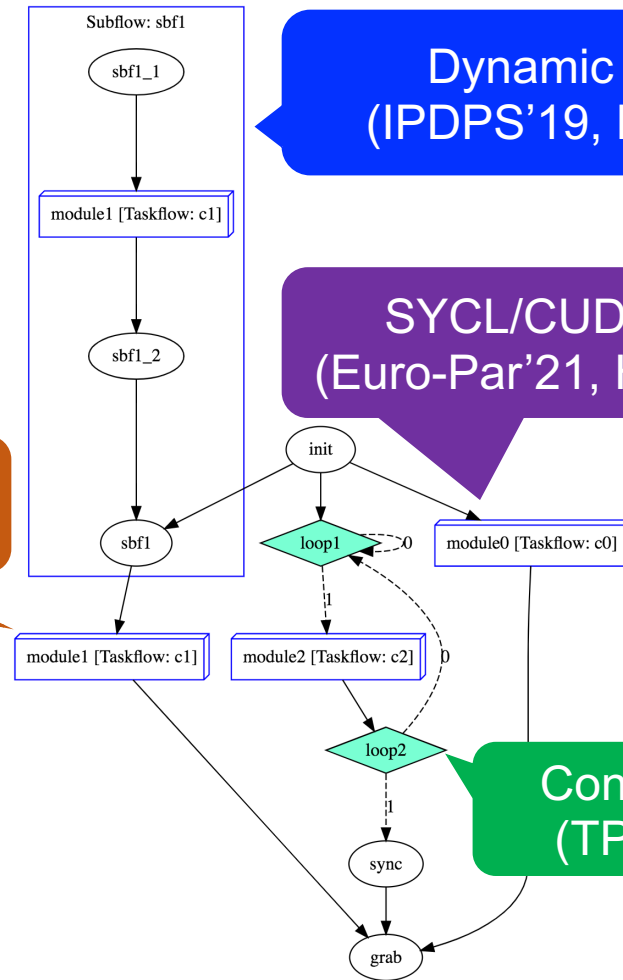 Subflow: sbf1
sbf1_1
Dynamic
(IPDPS'19,
module1 [Taskflow: c1]
sbf1_2
SYCL/CUD
(Euro-Par'21,
init
sbf1
loop1
0
module0 [Taskflow: c0]
1
module1 [Taskflow: c1]
module2 [Taskflow: c2]
0
loop2
Con
(TP
1
sync
grab